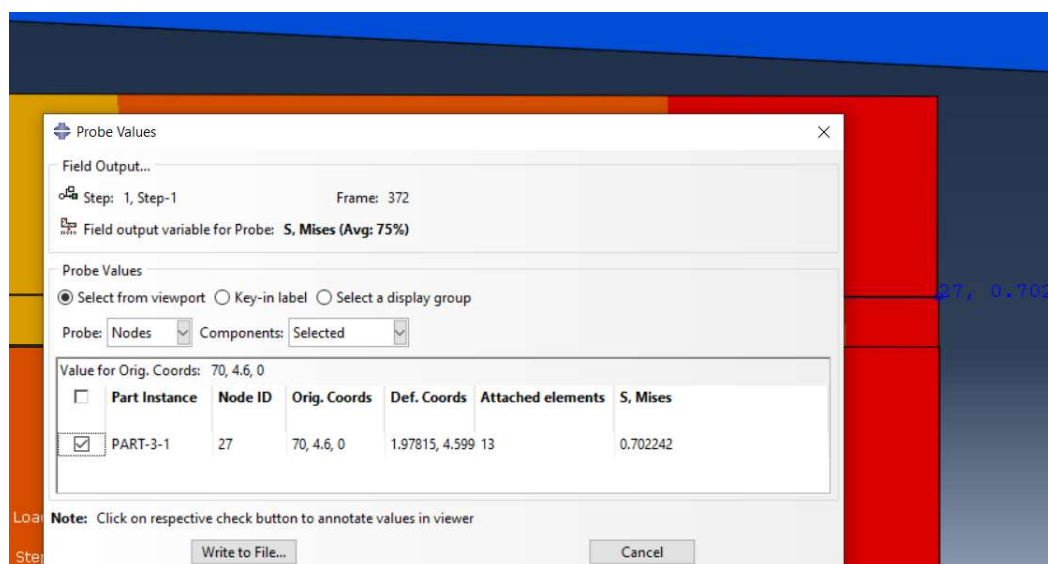 Probe Values
Field Output...
Step: 1, Step-1 Frame: 372
Field output variable for Probe: S, Mises (Avg: 75%)
Probe Values
Select from viewport Key-in label Select a display group
27, 0.702
Probe: Nodes Components: Selected
Value for Orig. Coords: 70, 4.6, 0
Part Instance Node ID Orig. Coords Def. Coords Attached elements S, Mises
PART-3-1 27 70, 4.6, 0 1.97815, 4.599 13 0.702242
Loa
Note: Click on respective check button to annotate values in viewer
Step
Write to File... Cancel